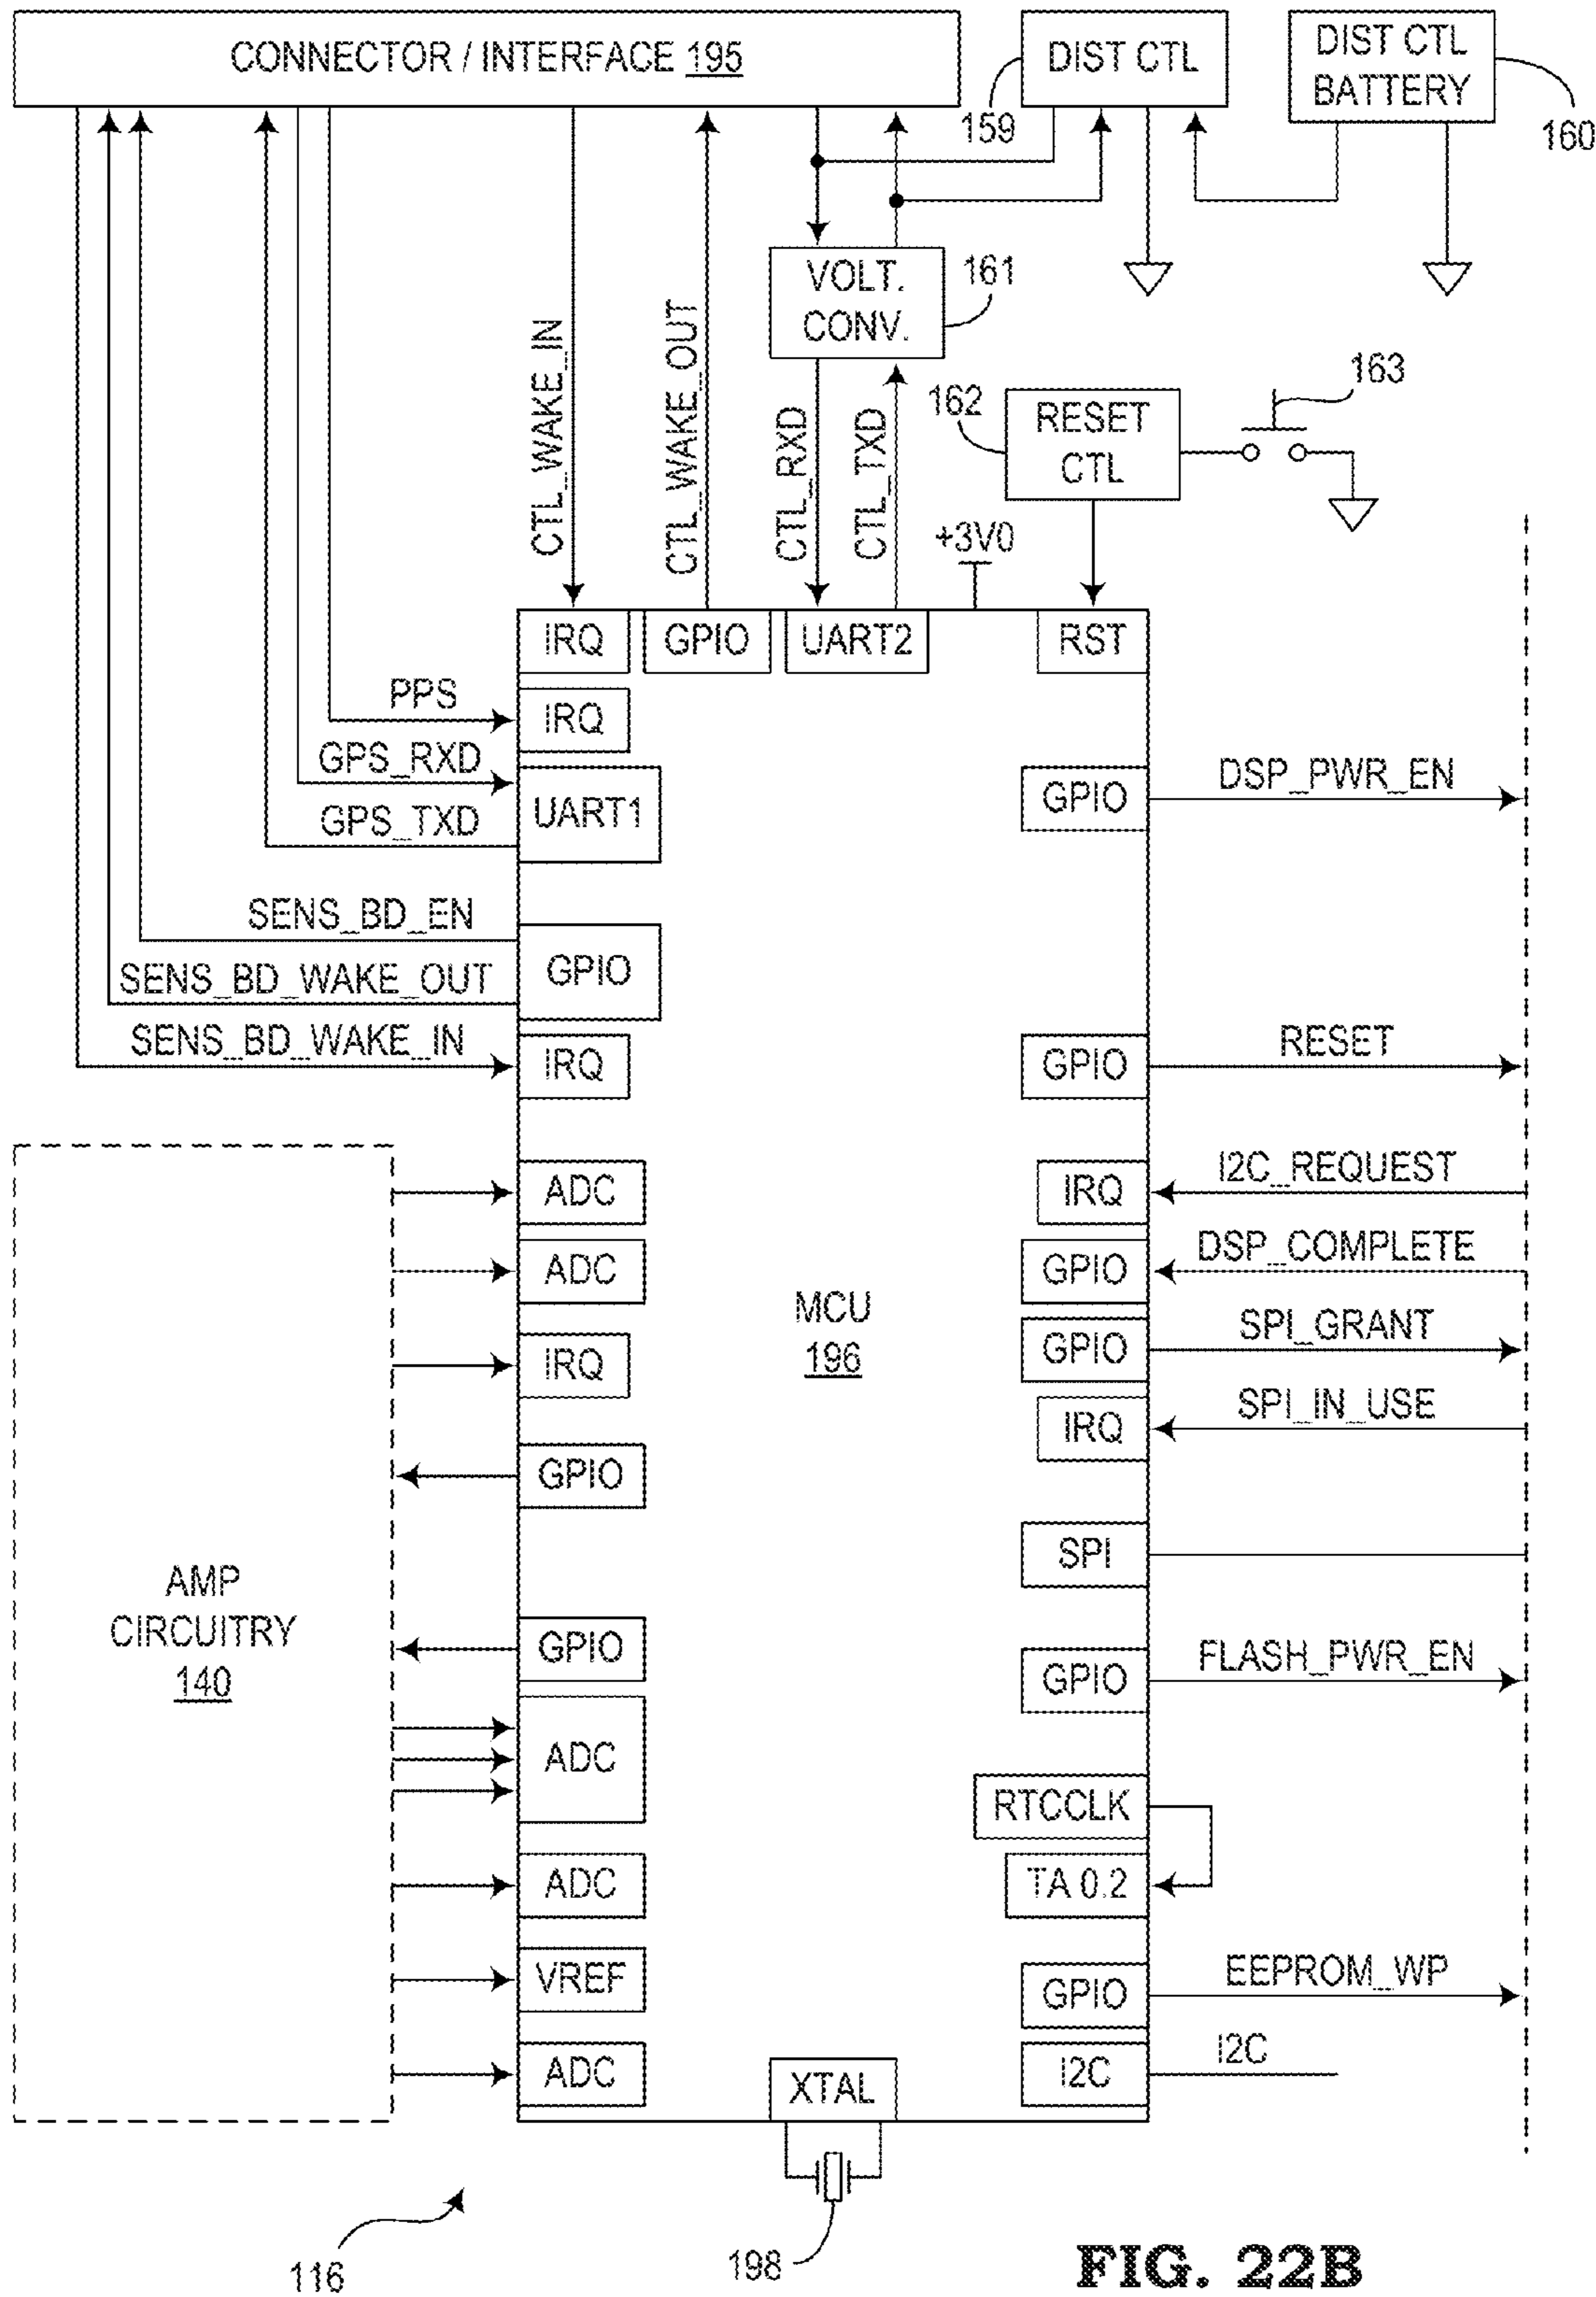 CONNECTOR / INTERFACE 195
DIST CTL
159
DIST CTL
BATTERY
160
VOLT.
CONV.
161
CTL_WAKE_IN
CTL_WAKE_OUT
CTL_RXD
CTL_TXD
162
RESET
CTL
163
+3V0
IRQ
GPIO
UART2
RST
PPS
IRQ
GPS_RXD
GPS_TXD
UART1
GPIO
DSP_PWR_EN
SENS_BD_EN
SENS_BD_WAKE_OUT
GPIO
SENS_BD_WAKE_IN
IRQ
GPIO
RESET
ADC
IRQ
I2C_REQUEST
ADC
GPIO
DSP_COMPLETE
MCU
196
IRQ
GPIO
SPI_GRANT
IRQ
SPI_IN_USE
GPIO
SPI
AMP
CIRCUITRY
140
GPIO
GPIO
FLASH_PWR_EN
ADC
RTCCLK
ADC
TA 0.2
VREF
GPIO
EEPROM_WP
ADC
XTAL
I2C
I2C
116
198
FIG. 22B